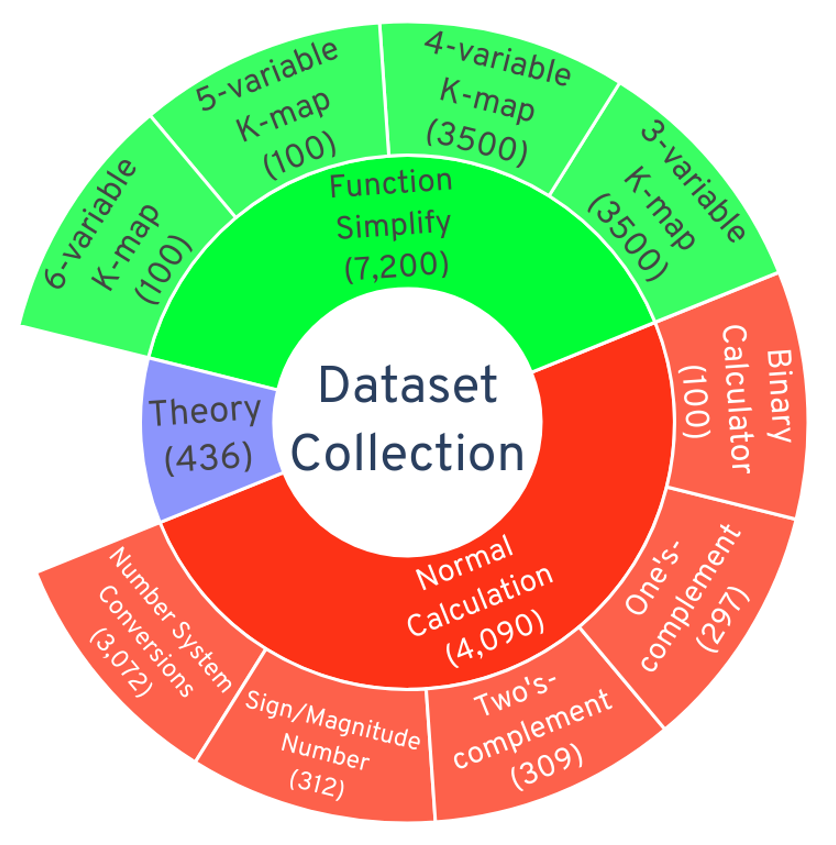 Dataset
Collection
Function
Simplify
(7,200)
6-variable
K-map
(100)
5-variable
K-map
(100)
4-variable
K-map
(3500)
3-variable
K-map
(3500)
Normal
Calculation
(4,090)
Binary
Calculator
(100)
One's-
complement
(297)
Two's-
complement
(309)
Sign/Magnitude
Number
(312)
Number System
Conversions
(3,072)
Theory
(436)